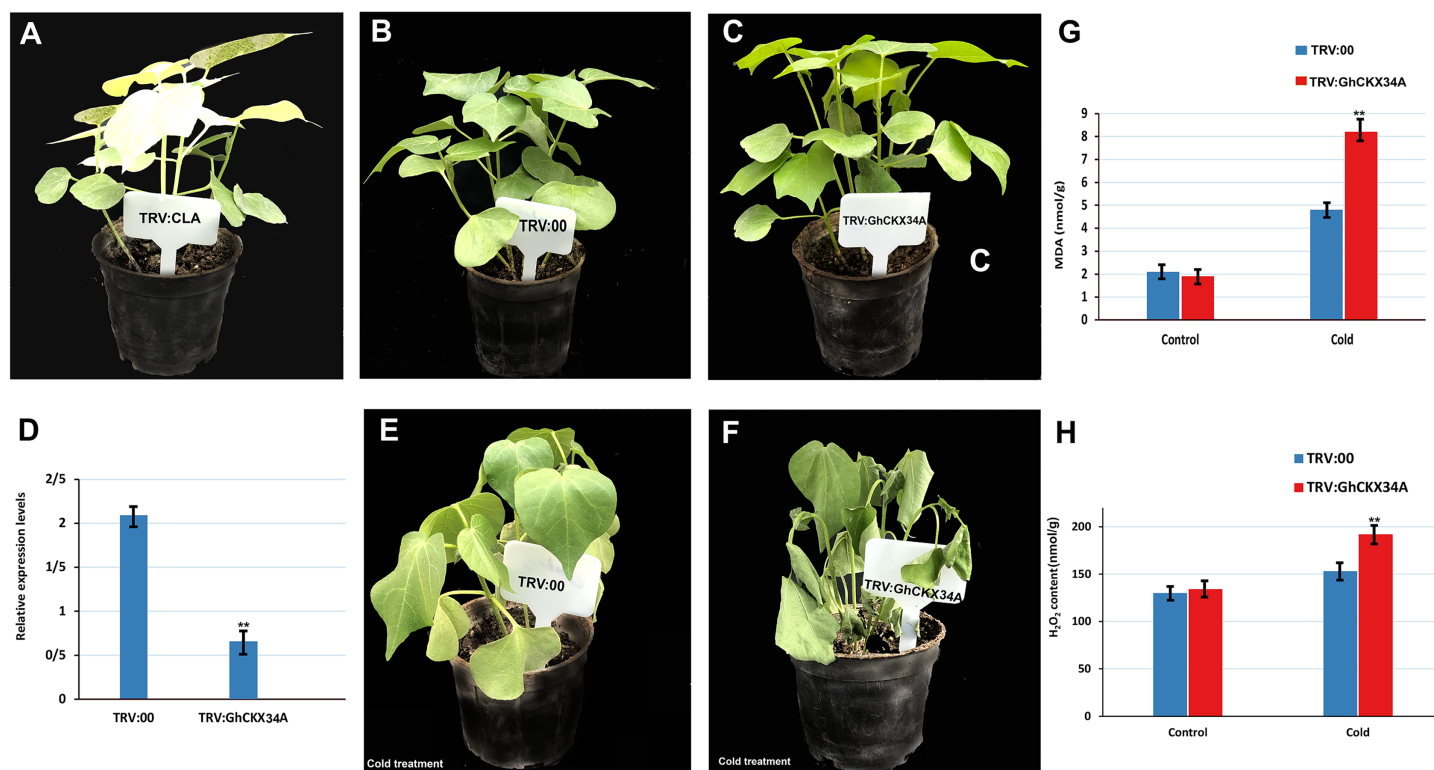 A
TRV:CLA
B
TRV:00
C
TRV:GhCKX34A
C
G
TRV:00
TRV:GhCKX34A
MDA (nmol/g)
9
8
7
6
5
4
3
2
1
0
**
Control
Cold
D
Relative expression levels
2/5
2
1/5
1
0/5
0
**
TRV:00
TRV:GhCKX34A
E
TRV:00
Cold treatment
F
TRV:GhCKX34A
Cold treatment
H
TRV:00
TRV:GhCKX34A
H₂O₂ content(nmol/g)
200
150
100
50
0
**
Control
Cold